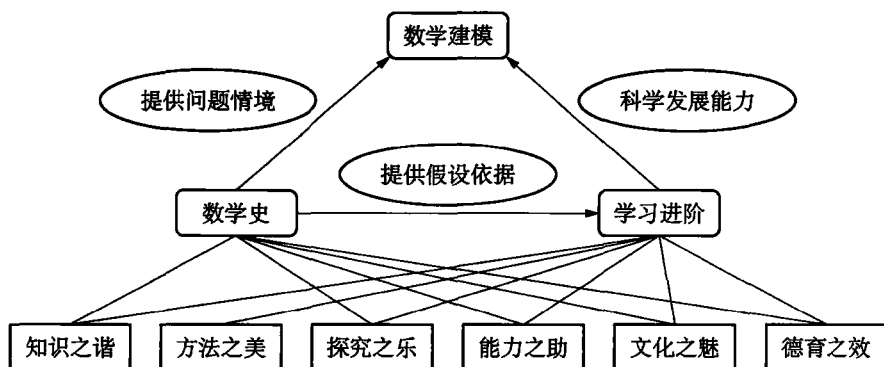 数学建模
提供问题情境
科学发展能力
提供假设依据
数学史
学习进阶
知识之谐
方法之美
探究之乐
能力之助
文化之魅
德育之效